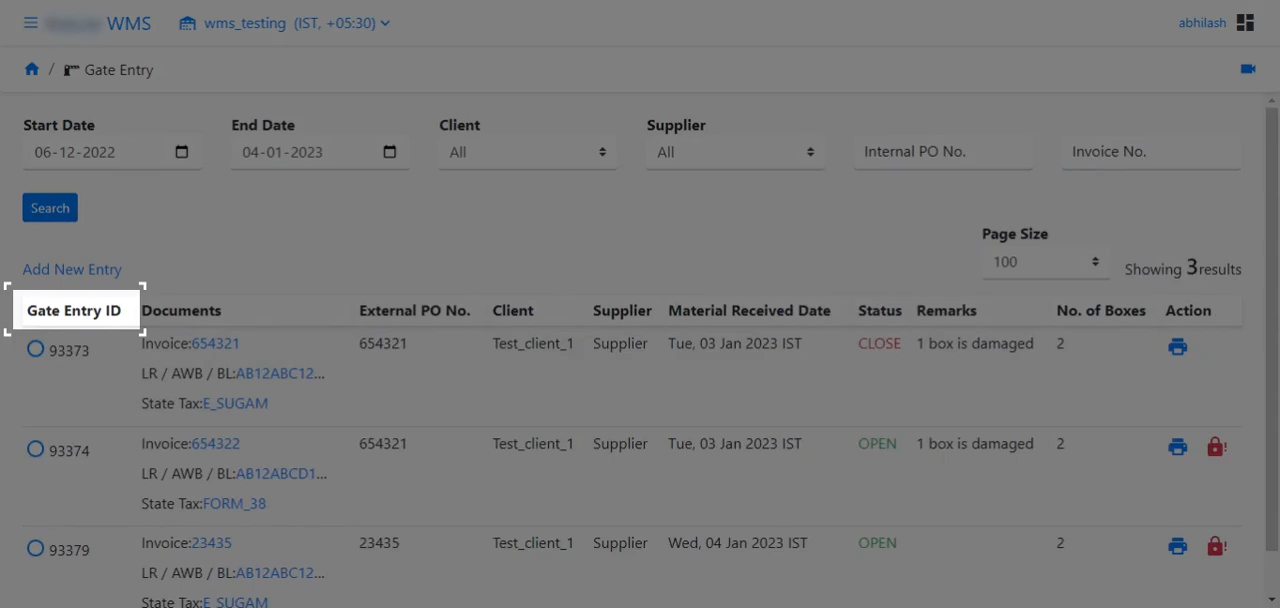 WMS wms_testing (IST, +05:30) abhilash
/ Gate Entry
Start Date End Date Client Supplier
06-12-2022 04-01-2023 All All Internal PO No. Invoice No.
Search
Page Size
100
Add New Entry Showing 3results
Gate Entry ID Documents External PO No. Client Supplier Material Received Date Status Remarks No. of Boxes Action
93373 Invoice:654321 654321 Test_client_1 Supplier Tue, 03 Jan 2023 IST CLOSE 1 box is damaged 2
LR / AWB / BL:AB12ABC12...
State Tax:E_SUGAM
93374 Invoice:654322 654321 Test_client_1 Supplier Tue, 03 Jan 2023 IST OPEN 1 box is damaged 2
LR / AWB / BL:AB12ABCD1...
State Tax:FORM_38
93379 Invoice:23435 23435 Test_client_1 Supplier Wed, 04 Jan 2023 IST OPEN 2
LR / AWB / BL:AB12ABC12...
State Tax:E_SUGAM